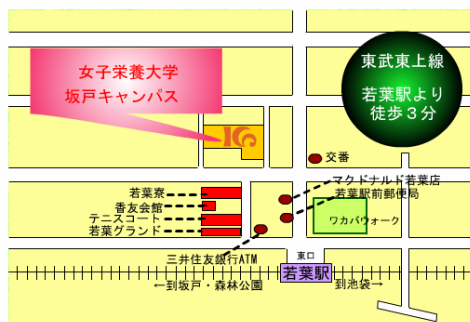 女子栄養大学
坂戸キャンパス
東武東上線
若葉駅より
徒歩３分
交番
マクドナルド若葉店
若葉駅前郵便局
若葉寮
香友会館
テニスコート
若葉グランド
ワカバウォーク
三井住友銀行ATM
東口
若葉駅
←到坂戸・森林公園
到池袋→